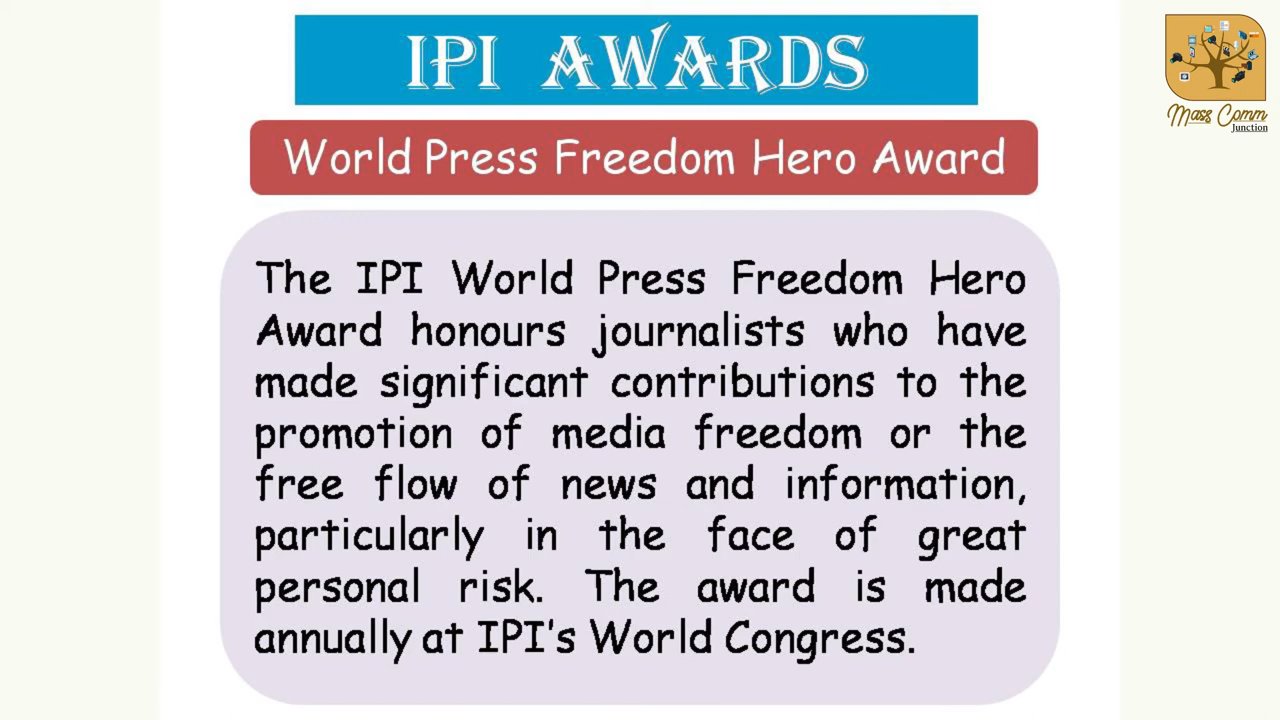 IPI AWARDS
Mass Comm
Junction
World Press Freedom Hero Award
The IPI World Press Freedom Hero
Award honours journalists who have
made significant contributions to the
promotion of media freedom or the
free flow of news and information,
particularly in the face of great
personal risk. The award is made
annually at IPI's World Congress.